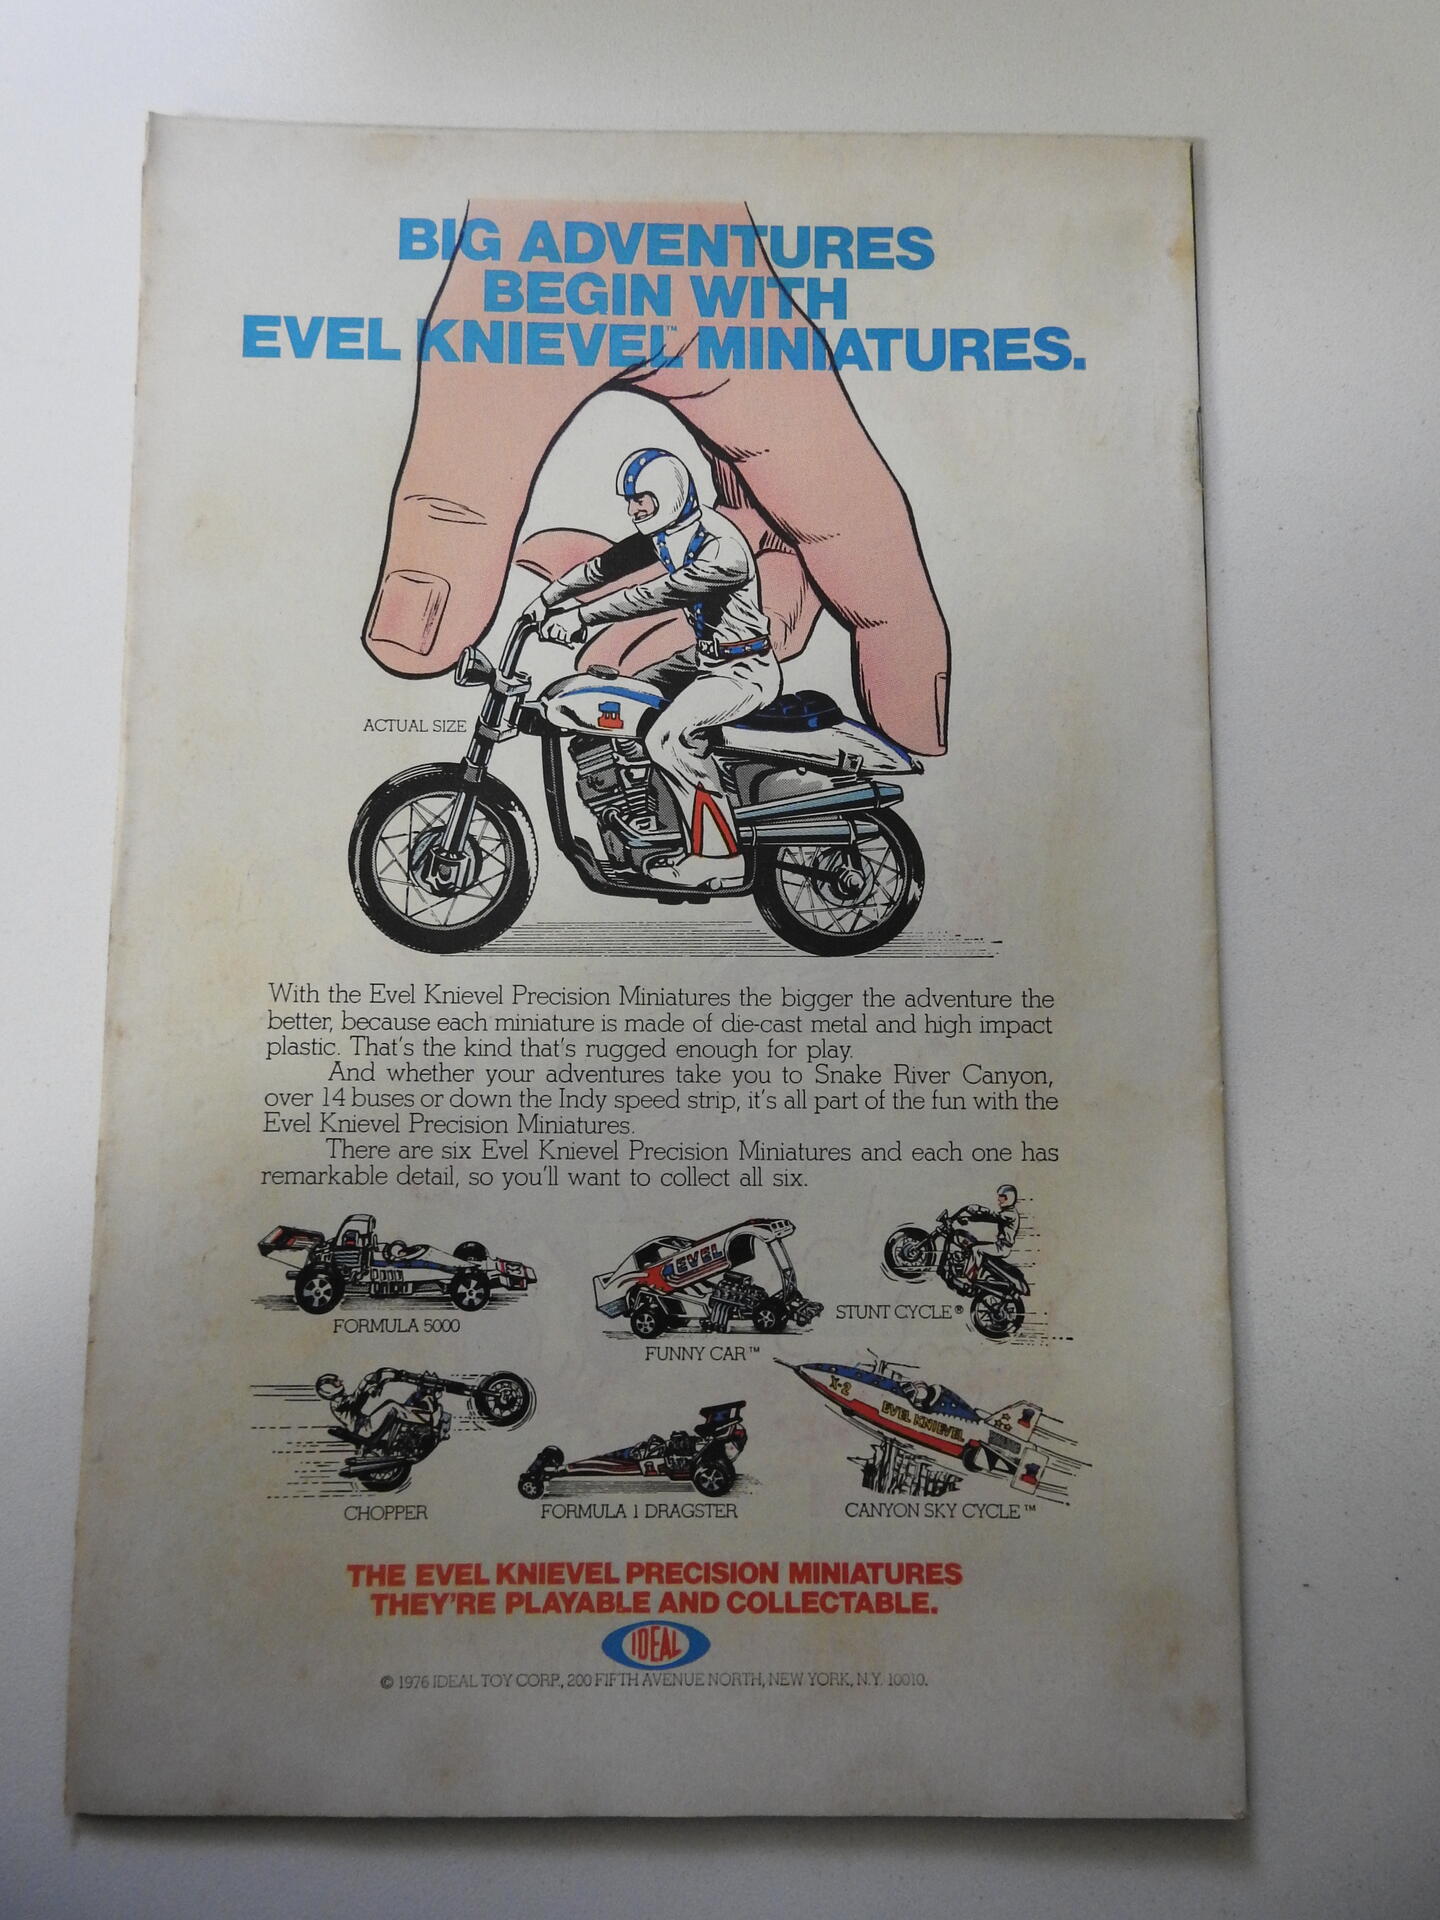 BIG ADVENTURES
BEGIN WITH
EVEL KNIEVEL™ MINIATURES.
ACTUAL SIZE
1
With the Evel Knievel Precision Miniatures the bigger the adventure the
better, because each miniature is made of die-cast metal and high impact
plastic. That's the kind that's rugged enough for play.
And whether your adventures take you to Snake River Canyon,
over 14 buses or down the Indy speed strip, it's all part of the fun with the
Evel Knievel Precision Miniatures.
There are six Evel Knievel Precision Miniatures and each one has
remarkable detail, so you'll want to collect all six.
EVEL
FORMULA 5000
FUNNY CAR™
STUNT CYCLE®
X-2
EVEL KNIEVEL
CHOPPER
FORMULA 1 DRAGSTER
CANYON SKY CYCLE™
THE EVEL KNIEVEL PRECISION MINIATURES
THEY'RE PLAYABLE AND COLLECTABLE.
IDEAL
© 1976 IDEAL TOY CORP., 200 FIFTH AVENUE NORTH, NEW YORK, N.Y. 10010.